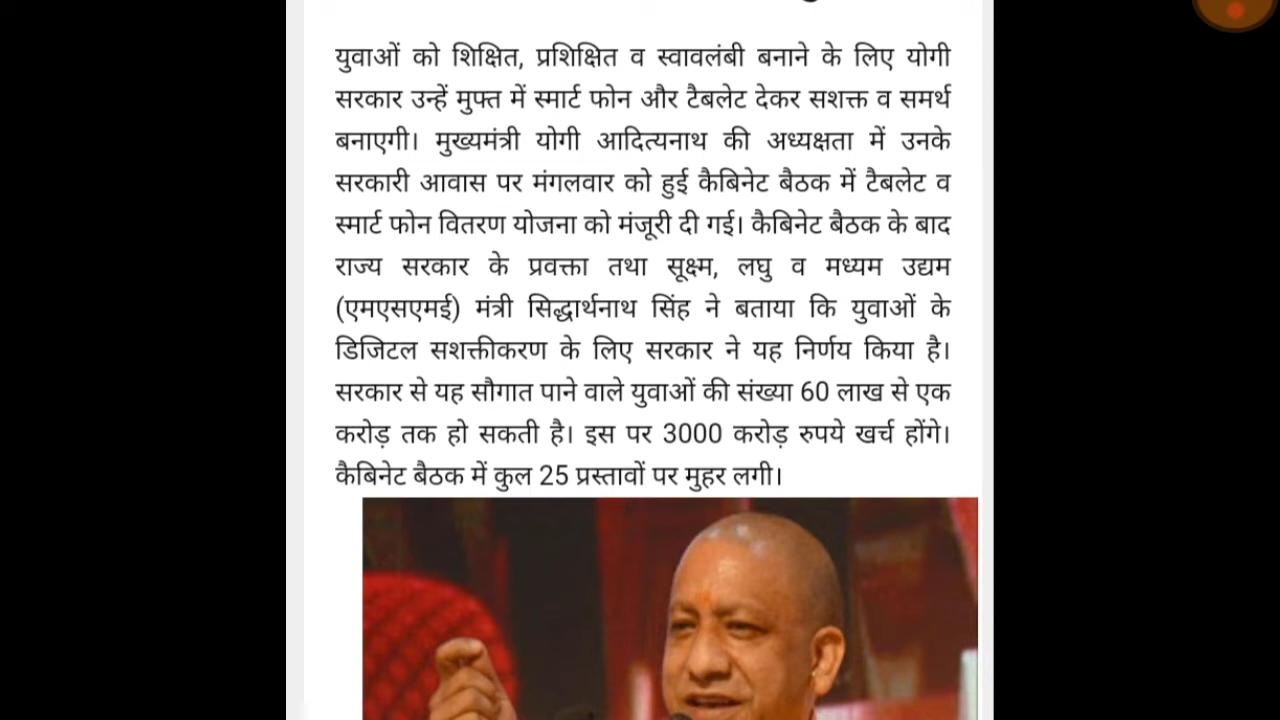 युवाओं को शिक्षित, प्रशिक्षित व स्वावलंबी बनाने के लिए योगी
सरकार उन्हें मुफ्त में स्मार्ट फोन और टैबलेट देकर सशक्त व समर्थ
बनाएगी। मुख्यमंत्री योगी आदित्यनाथ की अध्यक्षता में उनके
सरकारी आवास पर मंगलवार को हुई कैबिनेट बैठक में टैबलेट व
स्मार्ट फोन वितरण योजना को मंजूरी दी गई। कैबिनेट बैठक के बाद
राज्य सरकार के प्रवक्ता तथा सूक्ष्म, लघु व मध्यम उद्यम
(एमएसएमई) मंत्री सिद्धार्थनाथ सिंह ने बताया कि युवाओं के
डिजिटल सशक्तीकरण के लिए सरकार ने यह निर्णय किया है।
सरकार से यह सौगात पाने वाले युवाओं की संख्या 60 लाख से एक
करोड़ तक हो सकती है। इस पर 3000 करोड़ रुपये खर्च होंगे।
कैबिनेट बैठक में कुल 25 प्रस्तावों पर मुहर लगी।